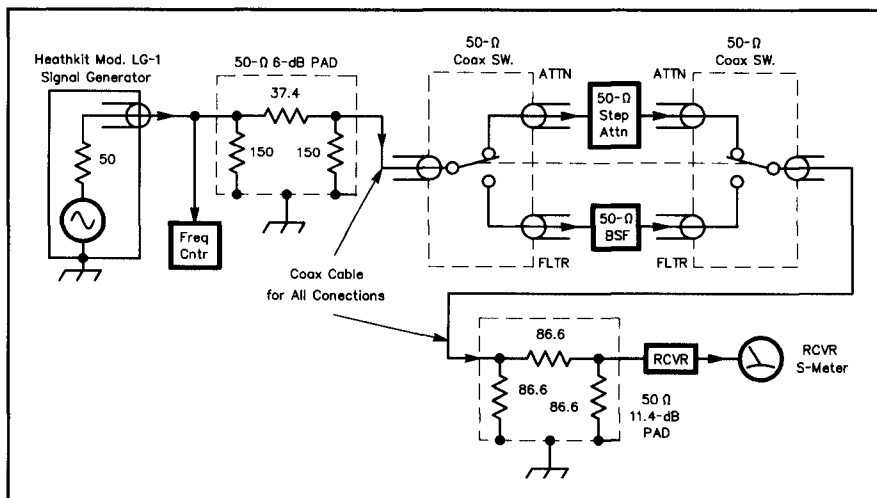 Heathkit Mod. LG-1
Signal Generator
50
Freq
Cntr
50-Ω 6-dB PAD
37.4
150
150
50-Ω
Coax SW.
ATTN
FLTR
50-Ω
Step
Attn
50-Ω
BSF
50-Ω
Coax SW.
ATTN
FLTR
Coax Cable
for All Conections
86.6
86.6
86.6
50 Ω
11.4-dB
PAD
RCVR
RCVR
S-Meter